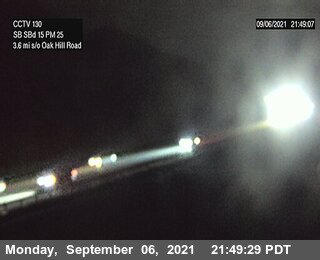 CCTV 130
SB SBd 15 PM 25
3.6 mi s/o Oak Hill Road
09/06/2021 21:49:07
Monday, September 06, 2021 21:49:29 PDT